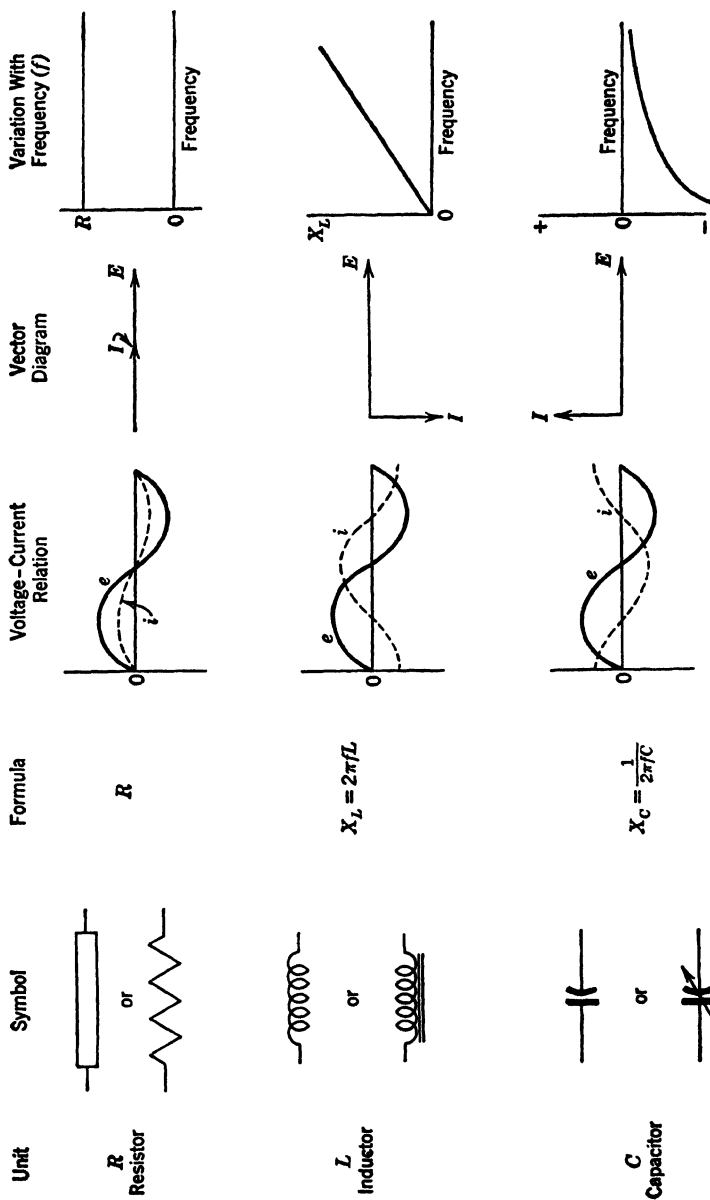 Unit
Symbol
Formula
Voltage-Current
Relation
Vector
Diagram
Variation With
Frequency (f)
R
Resistor
or
R
e
i
0
I
E
R
0
Frequency
L
Inductor
or
X_L = 2πfL
e
i
0
E
I
X_L
0
Frequency
C
Capacitor
or
X_C = 1/2πfC
e
i
0
I
E
+
0
−
Frequency